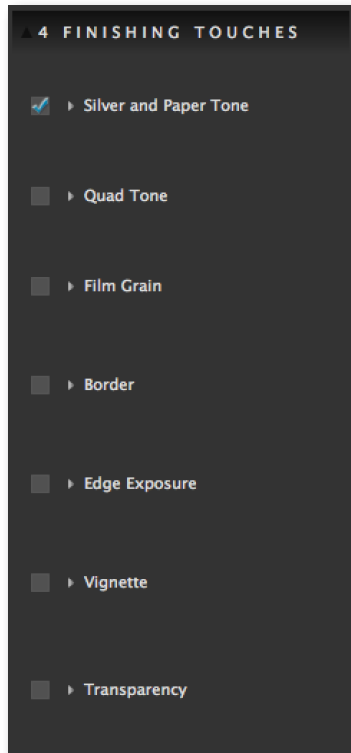 4 FINISHING TOUCHES
Silver and Paper Tone
Quad Tone
Film Grain
Border
Edge Exposure
Vignette
Transparency